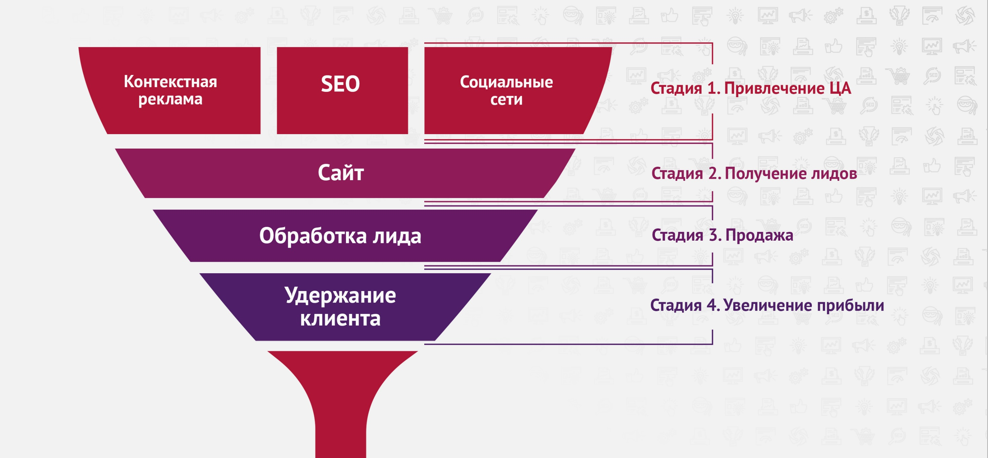 Контекстная
реклама
SEO
Социальные
сети
Стадия 1. Привлечение ЦА
Сайт
Стадия 2. Получение лидов
Обработка лида
Стадия 3. Продажа
Удержание
клиента
Стадия 4. Увеличение прибыли